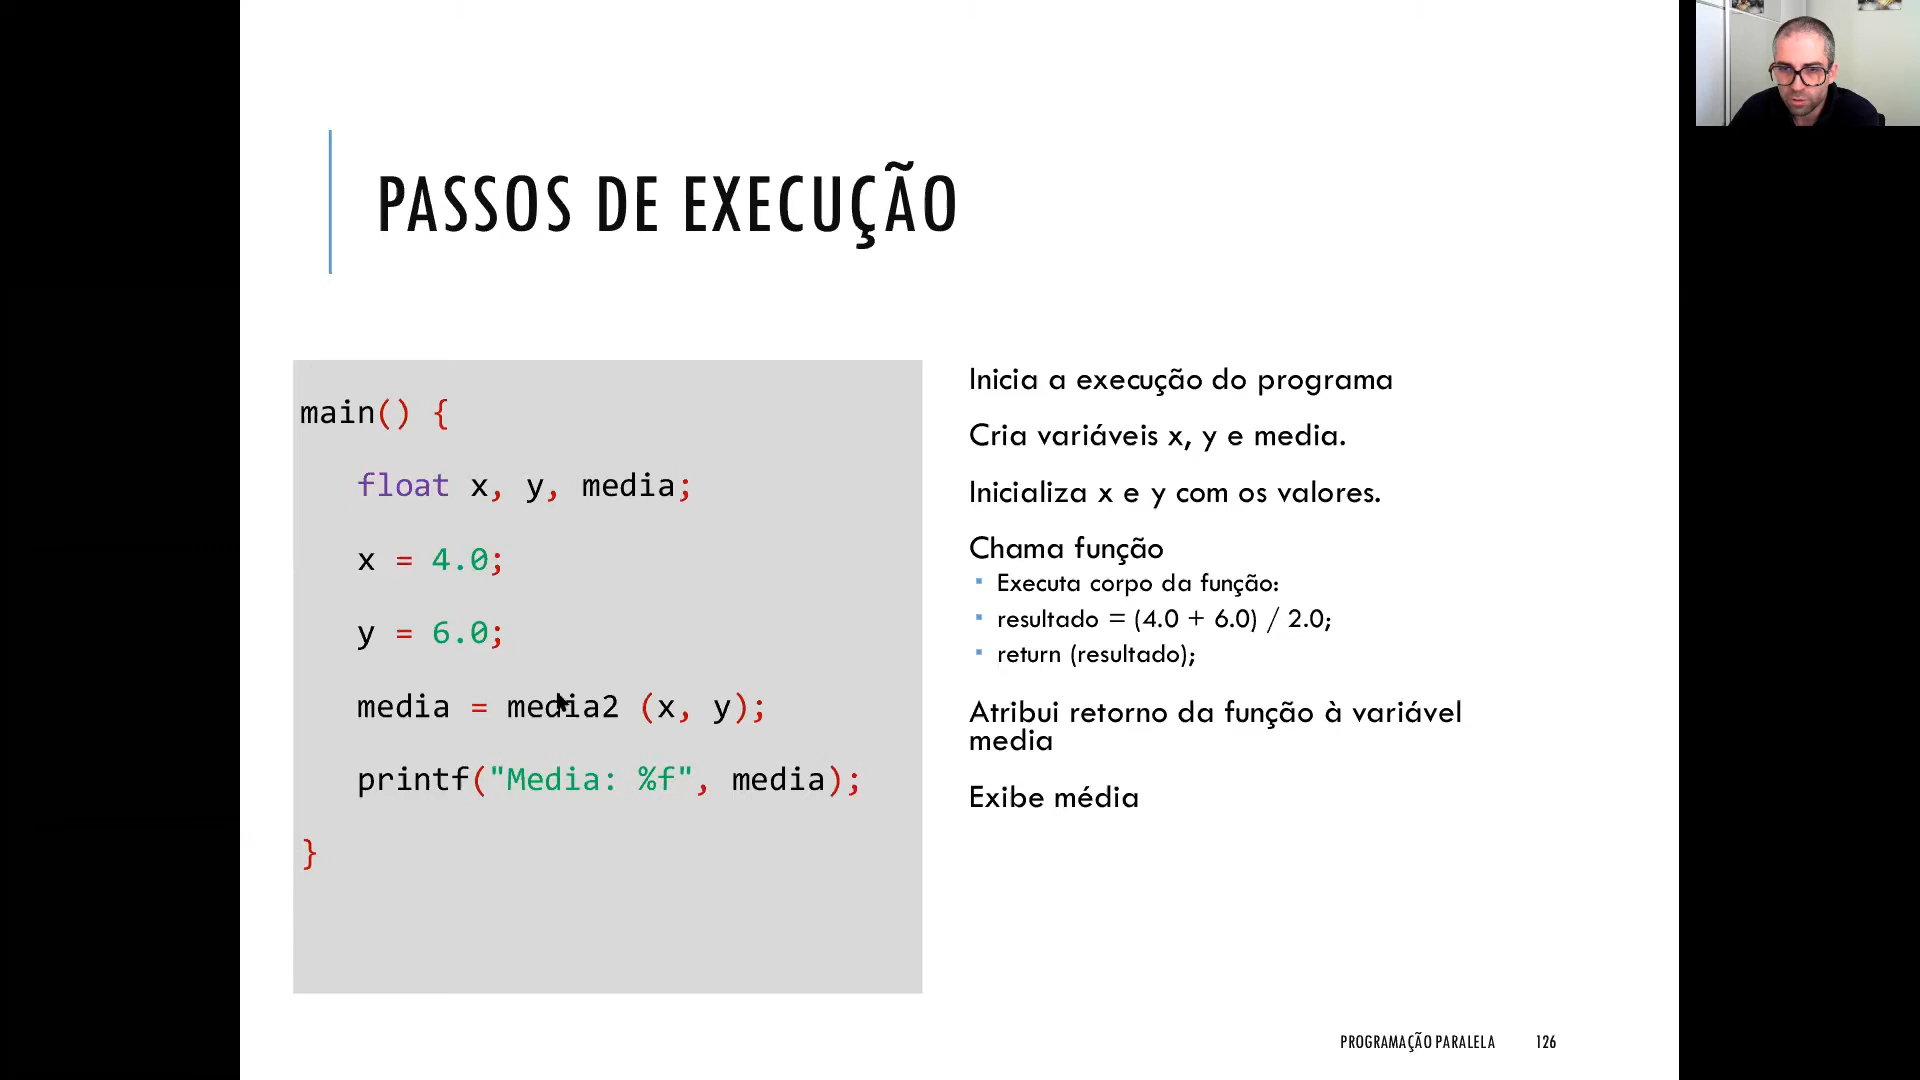 PASSOS DE EXECUÇÃO
main() {
float x, y, media;
x = 4.0;
y = 6.0;
media = media2 (x, y);
printf("Media: %f", media);
}
Inicia a execução do programa
Cria variáveis x, y e media.
Inicializa x e y com os valores.
Chama função
▪ Executa corpo da função:
▪ resultado = (4.0 + 6.0) / 2.0;
▪ return (resultado);
Atribui retorno da função à variável
media
Exibe média
PROGRAMAÇÃO PARALELA 126